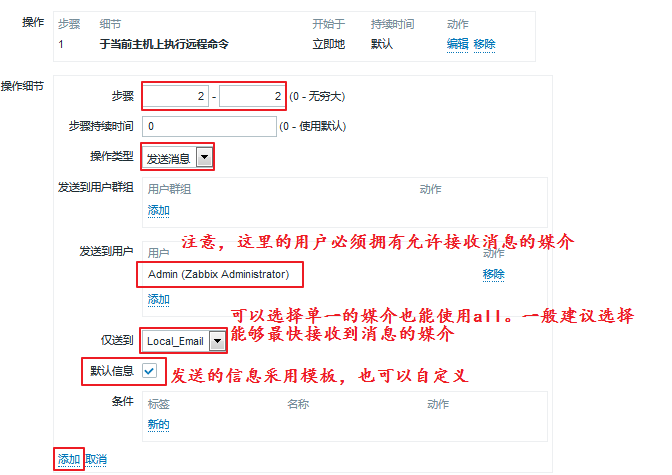 操作 步骤 细节 开始于 持续时间 动作
1 于当前主机上执行远程命令 立即地 默认 编辑 移除
操作细节
步骤 2 - 2 (0 - 无穷大)
步骤持续时间 0 (0 - 使用默认)
操作类型 发送消息
发送到用户群组 用户群组 动作
添加
注意，这里的用户必须拥有允许接收消息的媒介
发送到用户 用户 动作
Admin (Zabbix Administrator) 移除
添加
可以选择单一的媒介也能使用all。一般建议选择
能够最快接收到消息的媒介
仅送到 Local_Email
默认信息 发送的信息采用模板，也可以自定义
条件 标签 名称 动作
新的
添加 取消